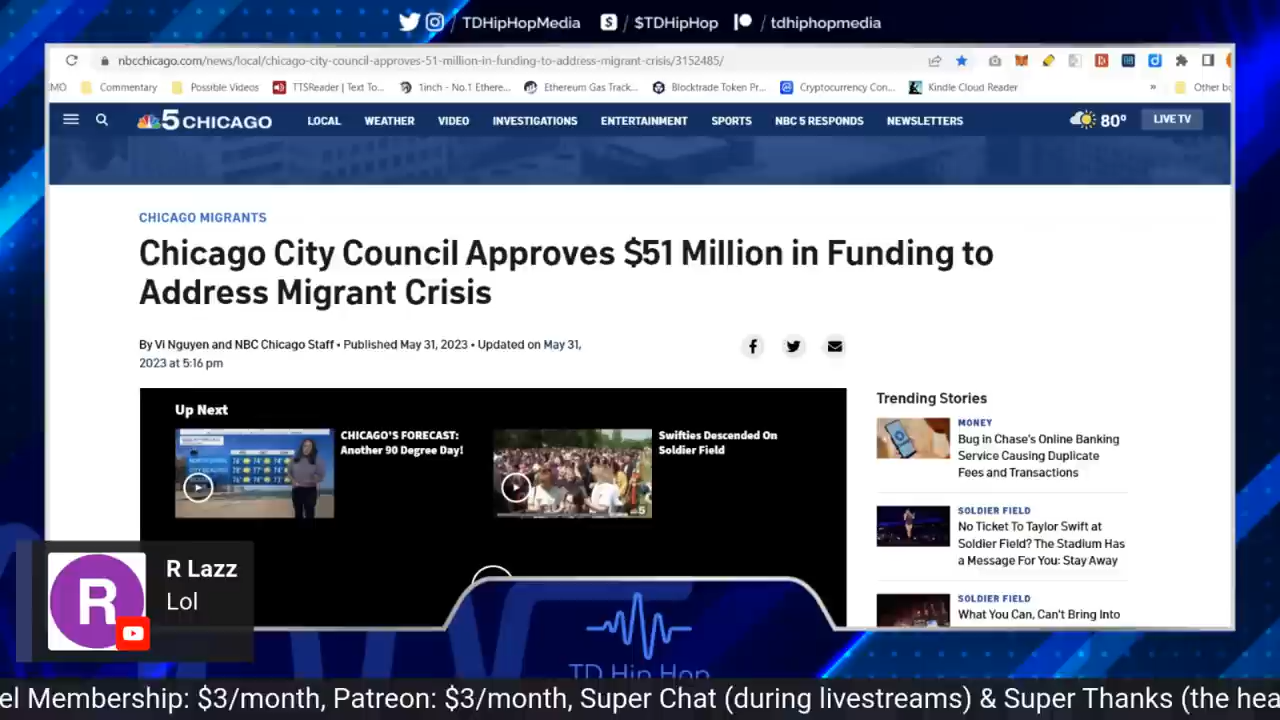 TDHipHopMedia / $TDHipHop / tdhiphopmedia
nbcchicago.com/news/local/chicago-city-council-approves-51-million-in-funding-to-address-migrant-crisis/3152485/
MO Commentary Possible Videos TTSReader | Text To... 1inch - No.1 Ethere... Ethereum Gas Track... Blocktrade Token Pr... Cryptocurrency Con... Kindle Cloud Reader » Other bo
5 CHICAGO LOCAL WEATHER VIDEO INVESTIGATIONS ENTERTAINMENT SPORTS NBC 5 RESPONDS NEWSLETTERS 80° LIVE TV
CHICAGO MIGRANTS
Chicago City Council Approves $51 Million in Funding to
Address Migrant Crisis
By Vi Nguyen and NBC Chicago Staff • Published May 31, 2023 • Updated on May 31,
2023 at 5:16 pm
Up Next
CHICAGO'S FORECAST:
Another 90 Degree Day!
Swifties Descended On
Soldier Field
Trending Stories
MONEY
Bug in Chase's Online Banking
Service Causing Duplicate
Fees and Transactions
SOLDIER FIELD
No Ticket To Taylor Swift at
Soldier Field? The Stadium Has
a Message For You: Stay Away
SOLDIER FIELD
What You Can, Can't Bring Into
R
R Lazz
Lol
TD Hip Hop
el Membership: $3/month, Patreon: $3/month, Super Chat (during livestreams) & Super Thanks (the hea